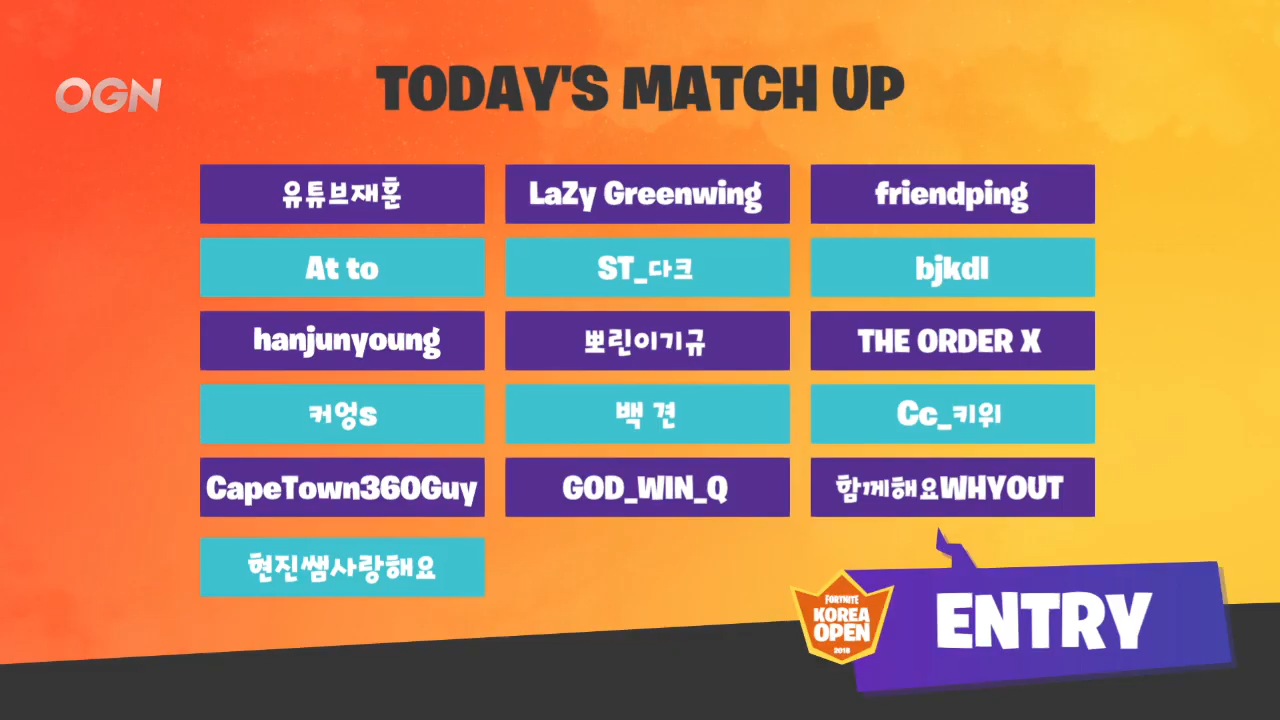 OGN
TODAY'S MATCH UP
유튜브재훈
LaZy Greenwing
friendping
At to
ST_다크
bjkdl
hanjunyoung
뽀린이기규
THE ORDER X
커엉s
백 견
Cc_키위
CapeTown360Guy
GOD_WIN_Q
함께해요WHYOUT
현진쌤사랑해요
FORTNITE
KOREA
OPEN
2018
ENTRY